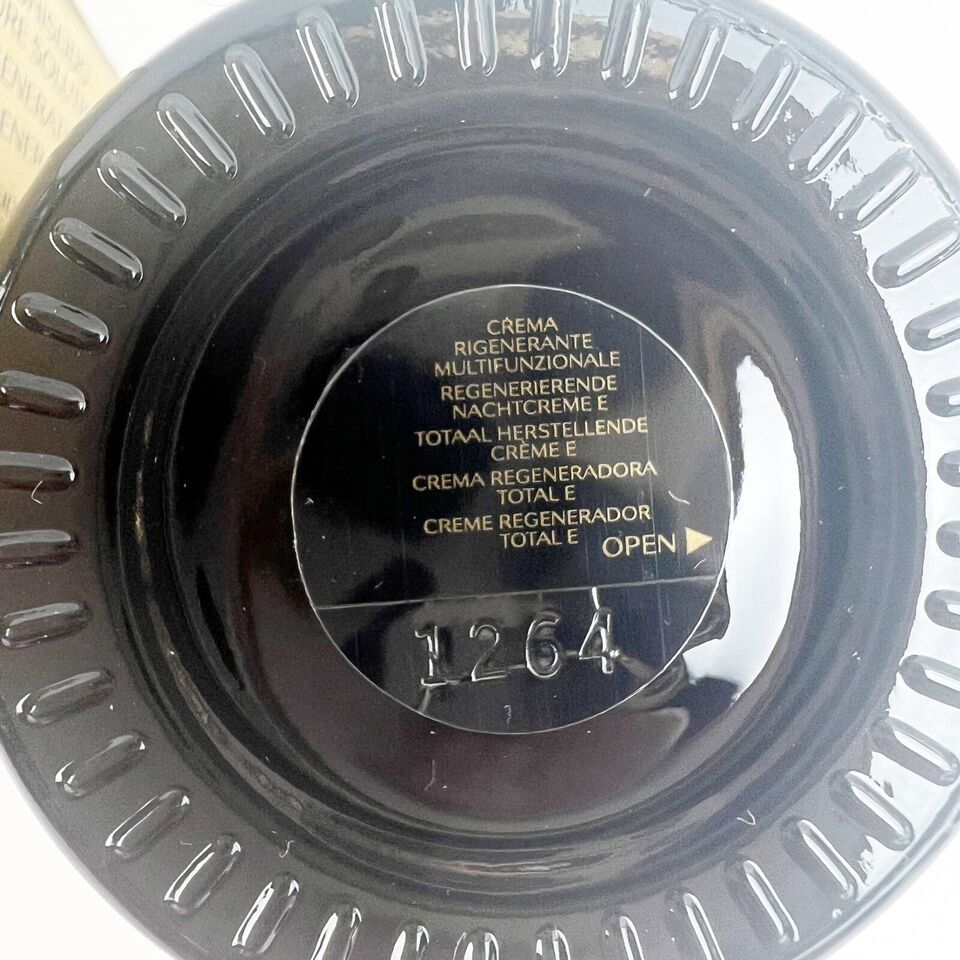 CREMA
RIGENERANTE
MULTIFUNZIONALE
REGENERIERENDE
NACHTCREME E
TOTAAL HERSTELLENDE
CRÈME E
CREMA REGENERADORA
TOTAL E
CREME REGENERADOR
TOTAL E
OPEN
1264